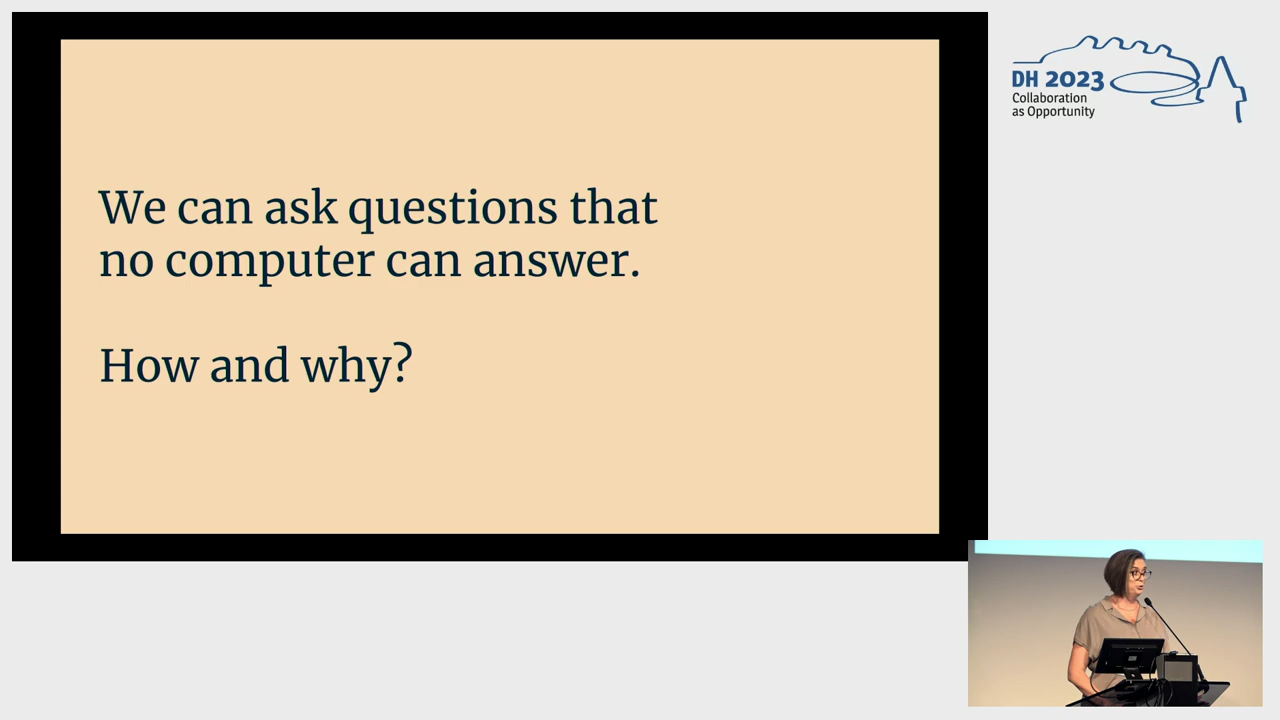 We can ask questions that
no computer can answer.
How and why?
DH 2023
Collaboration
as Opportunity